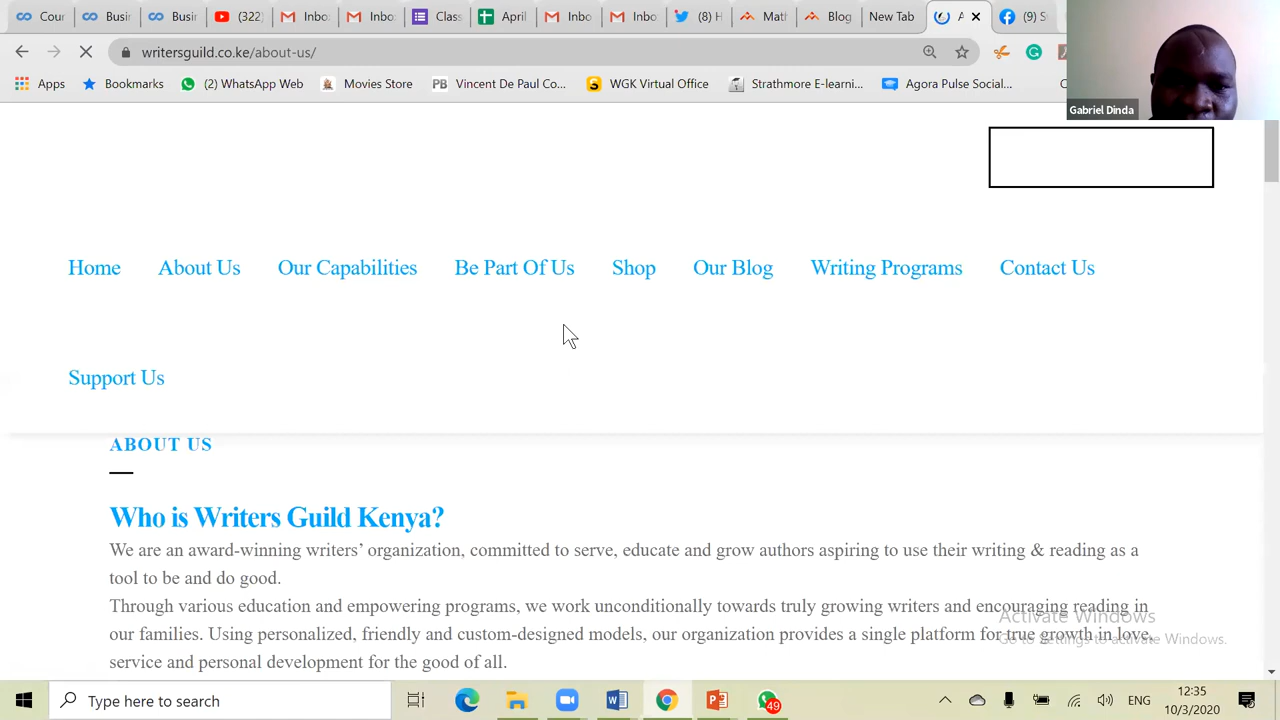 Cour
Busin
Busin
(322)
Inbo
Inbo
Class
April
Inbo
Inbo
(8) H
Math
Blog
New Tab
A
(9) S
writersguild.co.ke/about-us/
Apps
Bookmarks
(2) WhatsApp Web
Movies Store
PB Vincent De Paul Co...
WGK Virtual Office
Strathmore E-learni...
Agora Pulse Social...
Gabriel Dinda
Home
About Us
Our Capabilities
Be Part Of Us
Shop
Our Blog
Writing Programs
Contact Us
Support Us
ABOUT US
Who is Writers Guild Kenya?
We are an award-winning writers’ organization, committed to serve, educate and grow authors aspiring to use their writing & reading as a
tool to be and do good.
Through various education and empowering programs, we work unconditionally towards truly growing writers and encouraging reading in
our families. Using personalized, friendly and custom-designed models, our organization provides a single platform for true growth in love,
service and personal development for the good of all.
Activate Windows
Go to Settings to activate Windows.
Type here to search
49
ENG
12:35
10/3/2020